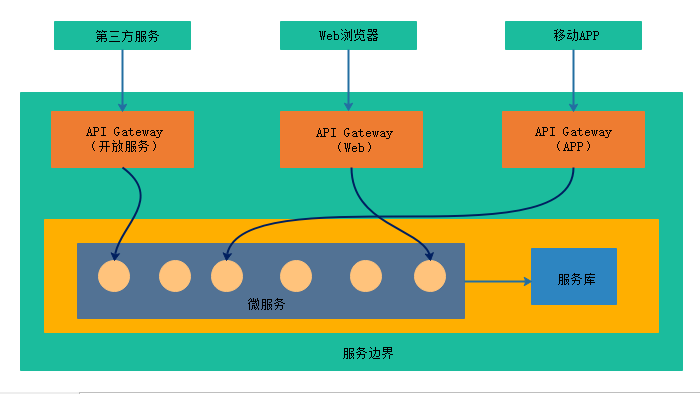 第三方服务
Web浏览器
移动APP
API Gateway
（开放服务）
API Gateway
（Web）
API Gateway
（APP）
服务库
微服务
服务边界